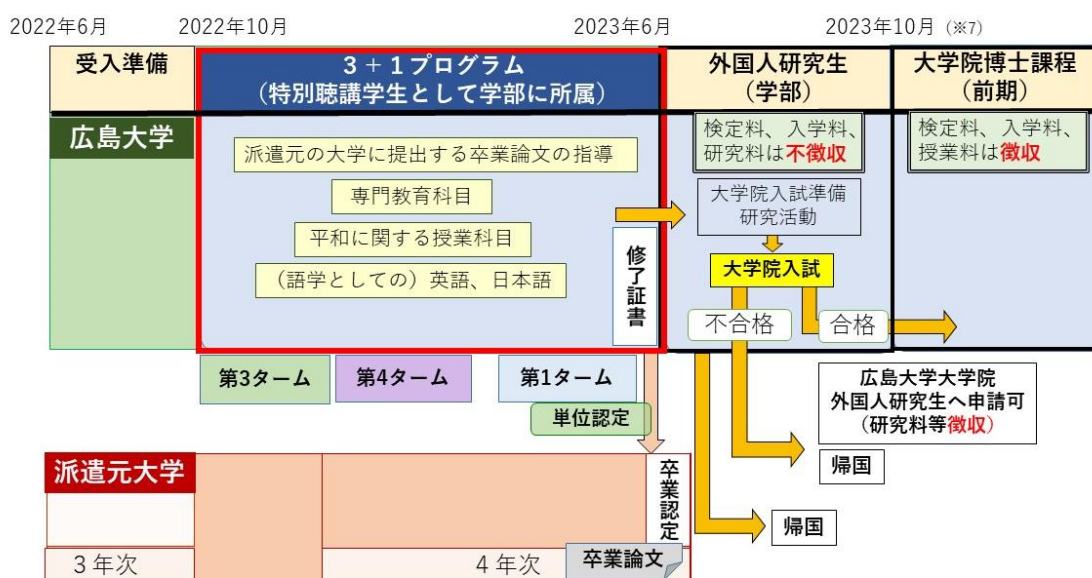 2022年6月
2022年10月
2023年6月
2023年10月 (※7)
受入準備
3+1プログラム
(特別聴講学生として学部に所属)
外国人研究生
(学部)
大学院博士課程
(前期)
広島大学
派遣元の大学に提出する卒業論文の指導
専門教育科目
平和に関する授業科目
(語学としての) 英語、日本語
修了証書
検定料、入学料、
研究料は不徴収
大学院入試準備
研究活動
大学院入試
不合格
合格
検定料、入学料、
授業料は徴収
第3ターム
第4ターム
第1ターム
単位認定
広島大学大学院
外国人研究生へ申請可
(研究料等徴収)
帰国
帰国
派遣元大学
卒業認定
3年次
4年次
卒業論文